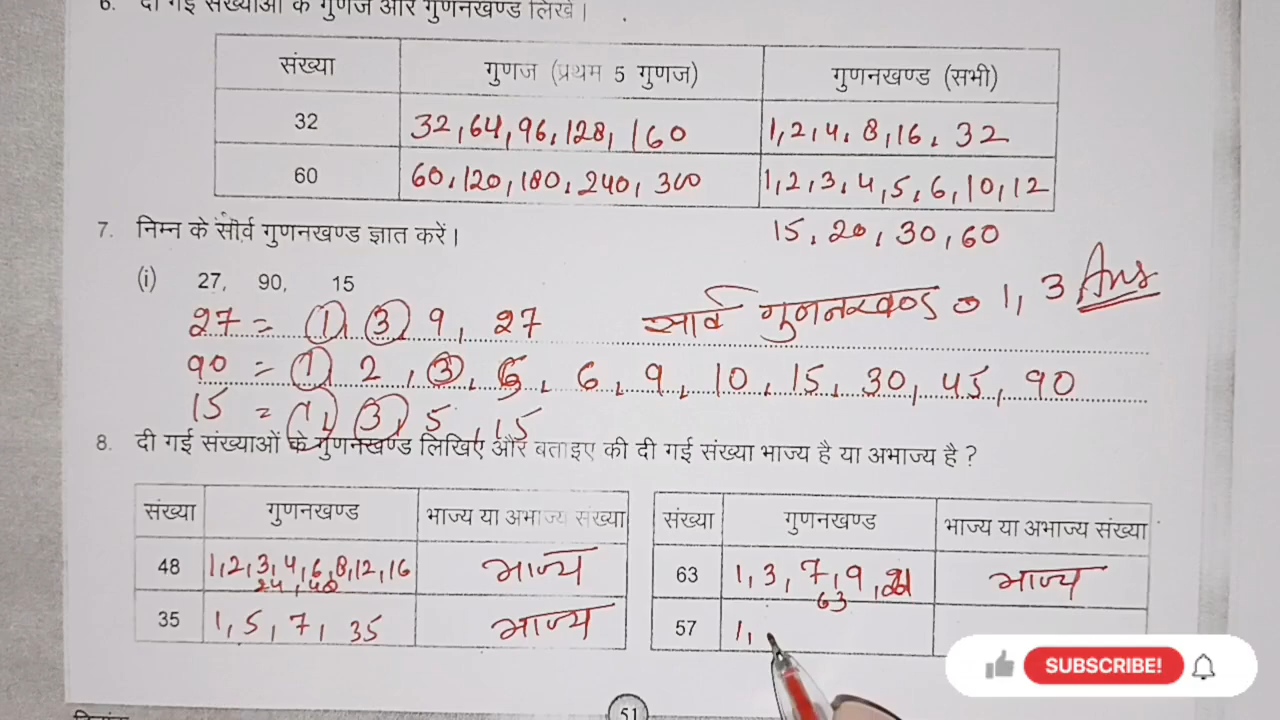 6. दी गई संख्याओं के गुणज और गुणनखण्ड लिखें।
संख्या गुणज (प्रथम 5 गुणज) गुणनखण्ड (सभी)
32 32, 64, 96, 128, 160 1, 2, 4, 8, 16, 32
60 60, 120, 180, 240, 300 1, 2, 3, 4, 5, 6, 10, 12
15, 20, 30, 60
7. निम्न के सार्व गुणनखण्ड ज्ञात करें।
(i) 27, 90, 15
सार्व गुणनखण्ड = 1, 3 Ans
27 = 1, 3, 9, 27
90 = 1, 2, 3, 5, 6, 9, 10, 15, 30, 45, 90
15 = 1, 3, 5, 15
8. दी गई संख्याओं के गुणनखण्ड लिखिए और बताइए की दी गई संख्या भाज्य है या अभाज्य है ?
संख्या गुणनखण्ड भाज्य या अभाज्य संख्या
48 1, 2, 3, 4, 6, 8, 12, 16 भाज्य
24, 48
35 1, 5, 7, 35 भाज्य
संख्या गुणनखण्ड भाज्य या अभाज्य संख्या
63 1, 3, 7, 9, 21 भाज्य
63
57 1,
SUBSCRIBE!
51